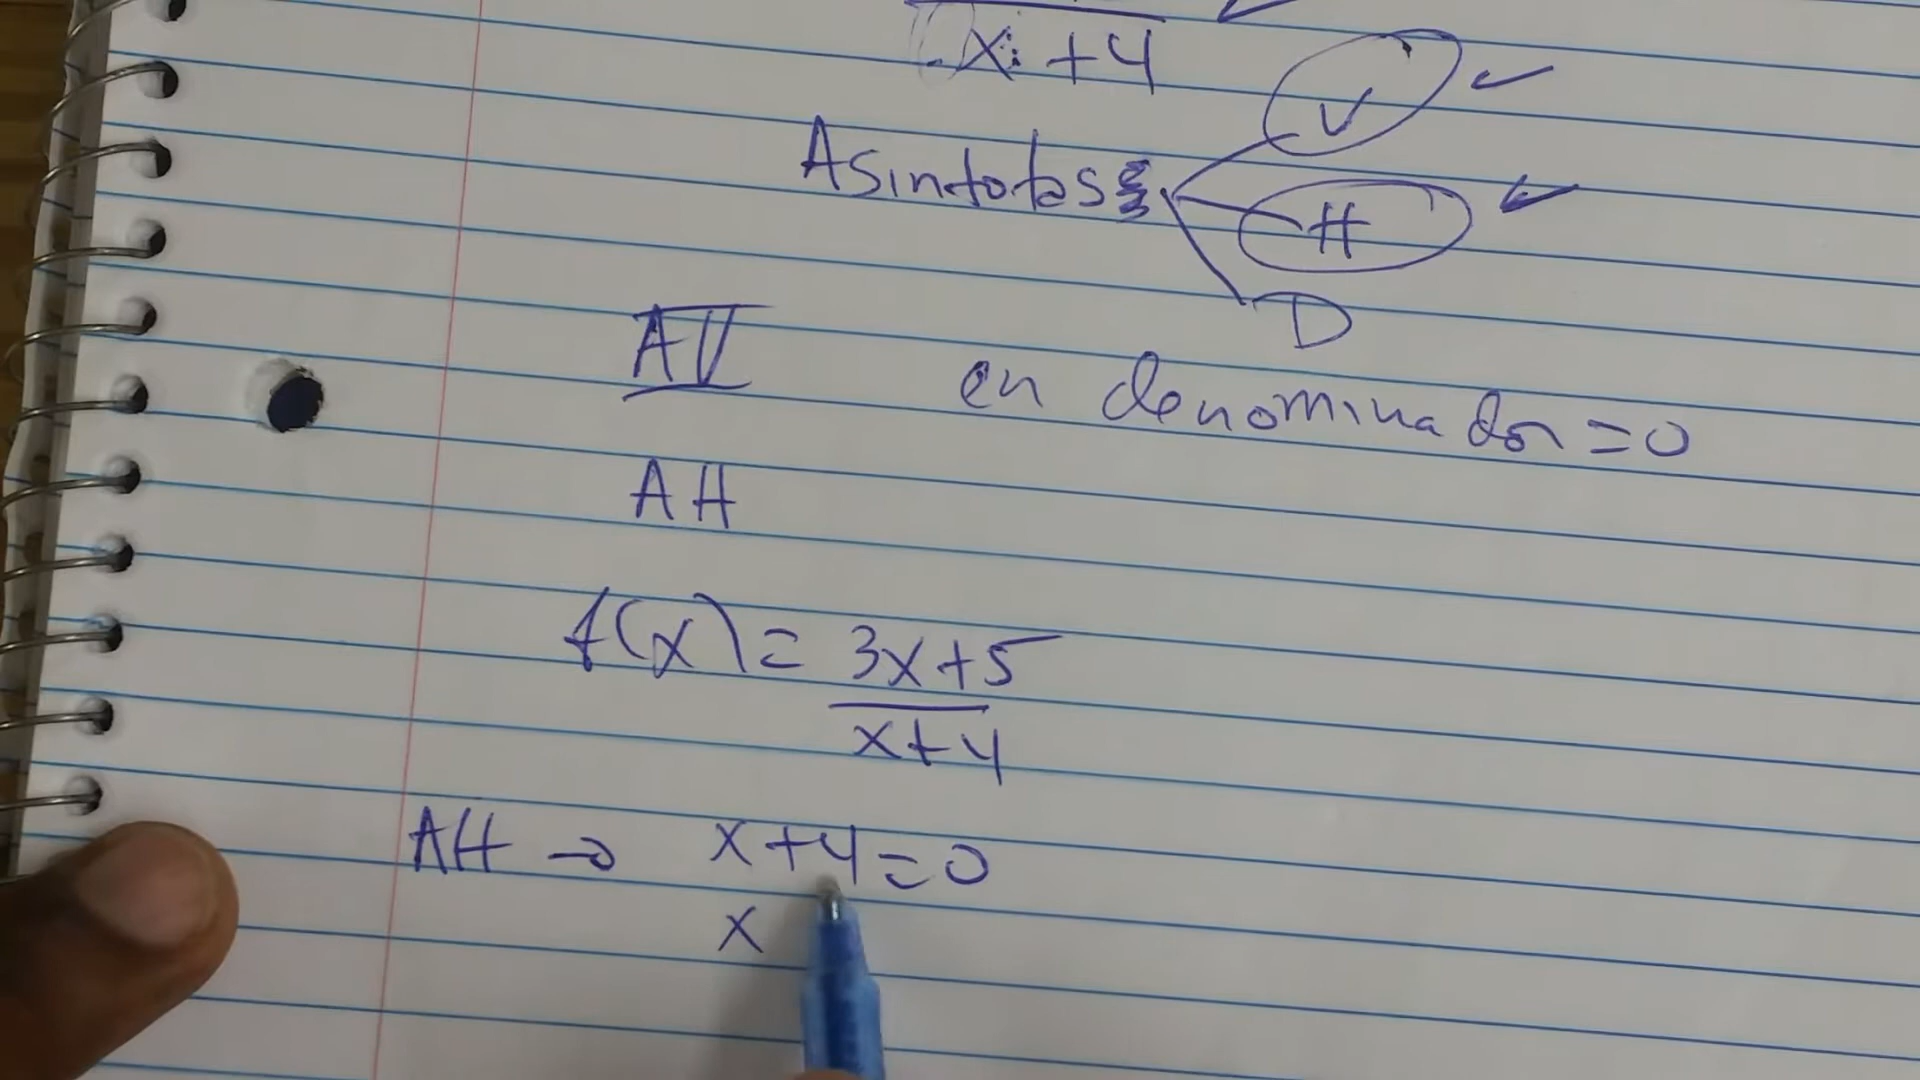 x +4
V
Asintotas
H
D
AV en denominador =0
AH
f(x) = 3x+5
x+4
AH → x+4=0
x